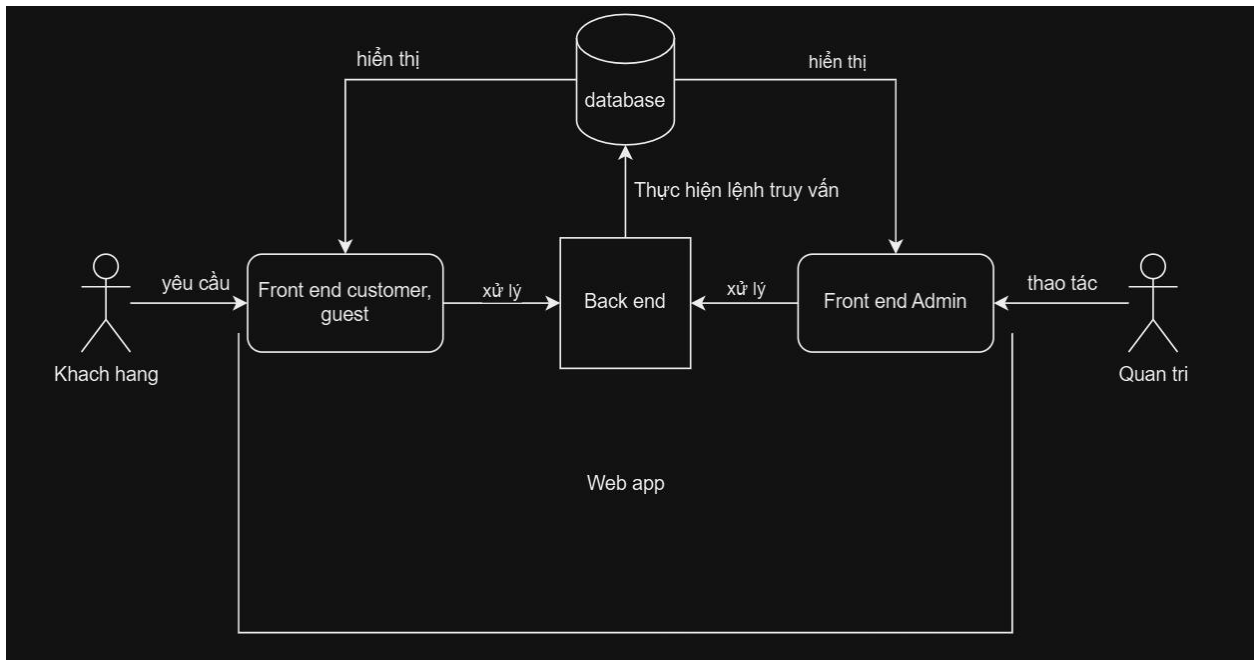 hiển thị
hiển thị
database
Thực hiện lệnh truy vấn
yêu cầu
Front end customer,
guest
xử lý
Back end
xử lý
Front end Admin
thao tác
Khach hang
Quan tri
Web app